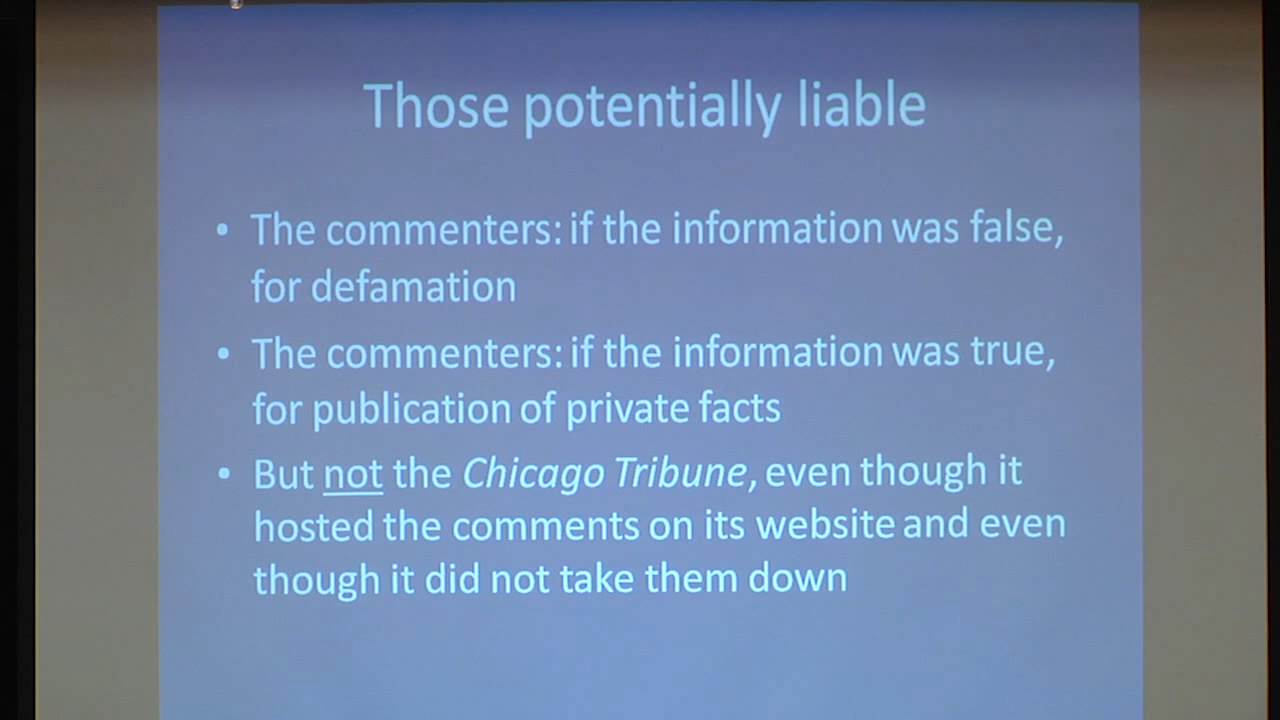 Those potentially liable
• The commenters: if the information was false,
for defamation
• The commenters: if the information was true,
for publication of private facts
• But not the Chicago Tribune, even though it
hosted the comments on its website and even
though it did not take them down